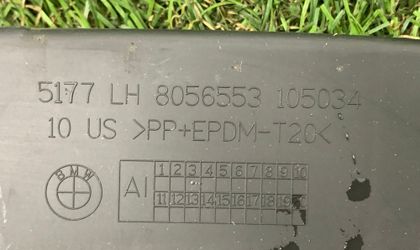 5177 LH 8056553 105034
10 US >PP+EPDM-T20<
BMW
AI
1 2 3 4 5 6 7 8 9 10
11 12 13 14 15 16 17 18 19